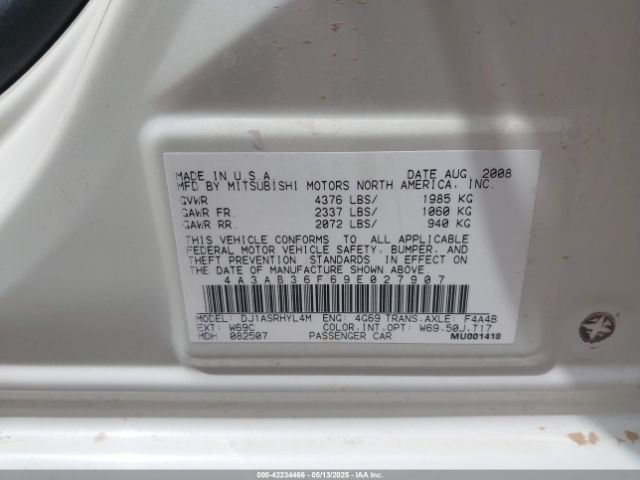 MADE IN U.S.A. DATE AUG, 2008
MFD BY MITSUBISHI MOTORS NORTH AMERICA, INC.
GVWR 4376 LBS/ 1985 KG
GAWR FR. 2337 LBS/ 1060 KG
GAWR RR. 2072 LBS/ 940 KG
THIS VEHICLE CONFORMS TO ALL APPLICABLE
FEDERAL MOTOR VEHICLE SAFETY, BUMPER, AND
THEFT PREVENTION STANDARDS IN EFFECT ON
THE DATE OF MANUFACTURE SHOWN ABOVE.
4A3AB36F69E027907
MODEL: DJ1ASRHYL4M ENG: 4G69 TRANS.AXLE: F4A4B
EXT: W69C COLOR.INT.OPT: W69.50J.T17
MDH 082507 PASSENGER CAR MU001418
000-42234466 - 05/13/2025 - IAAI.COM